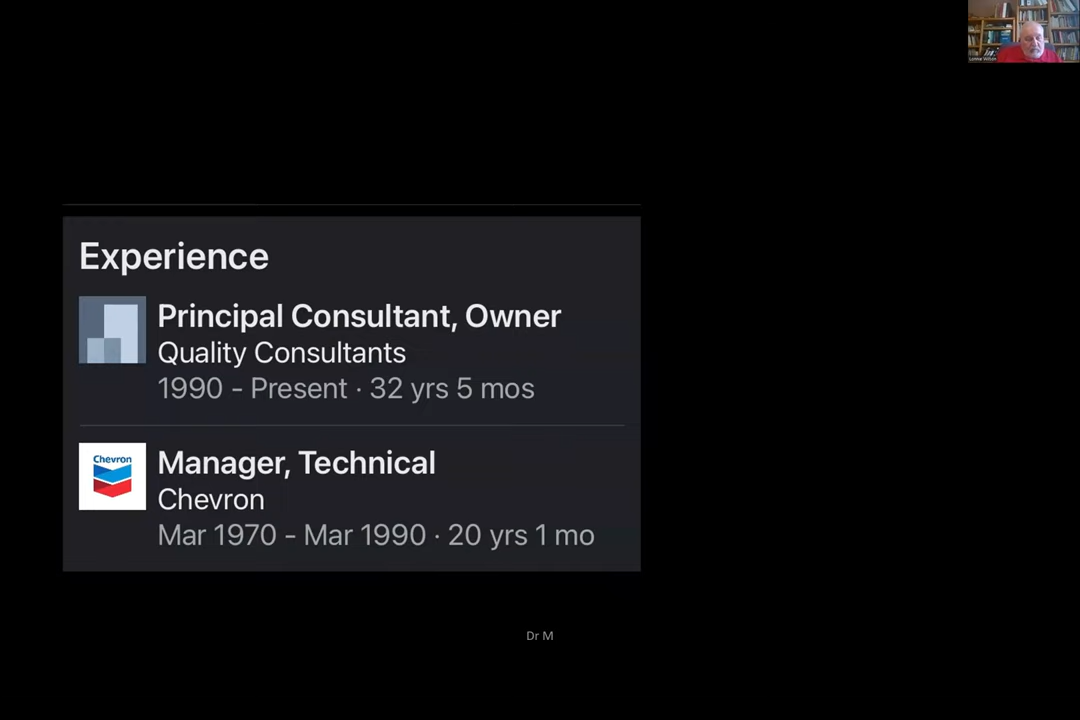 Experience
Principal Consultant, Owner
Quality Consultants
1990 - Present · 32 yrs 5 mos
Chevron
Manager, Technical
Chevron
Mar 1970 - Mar 1990 · 20 yrs 1 mo
Dr M